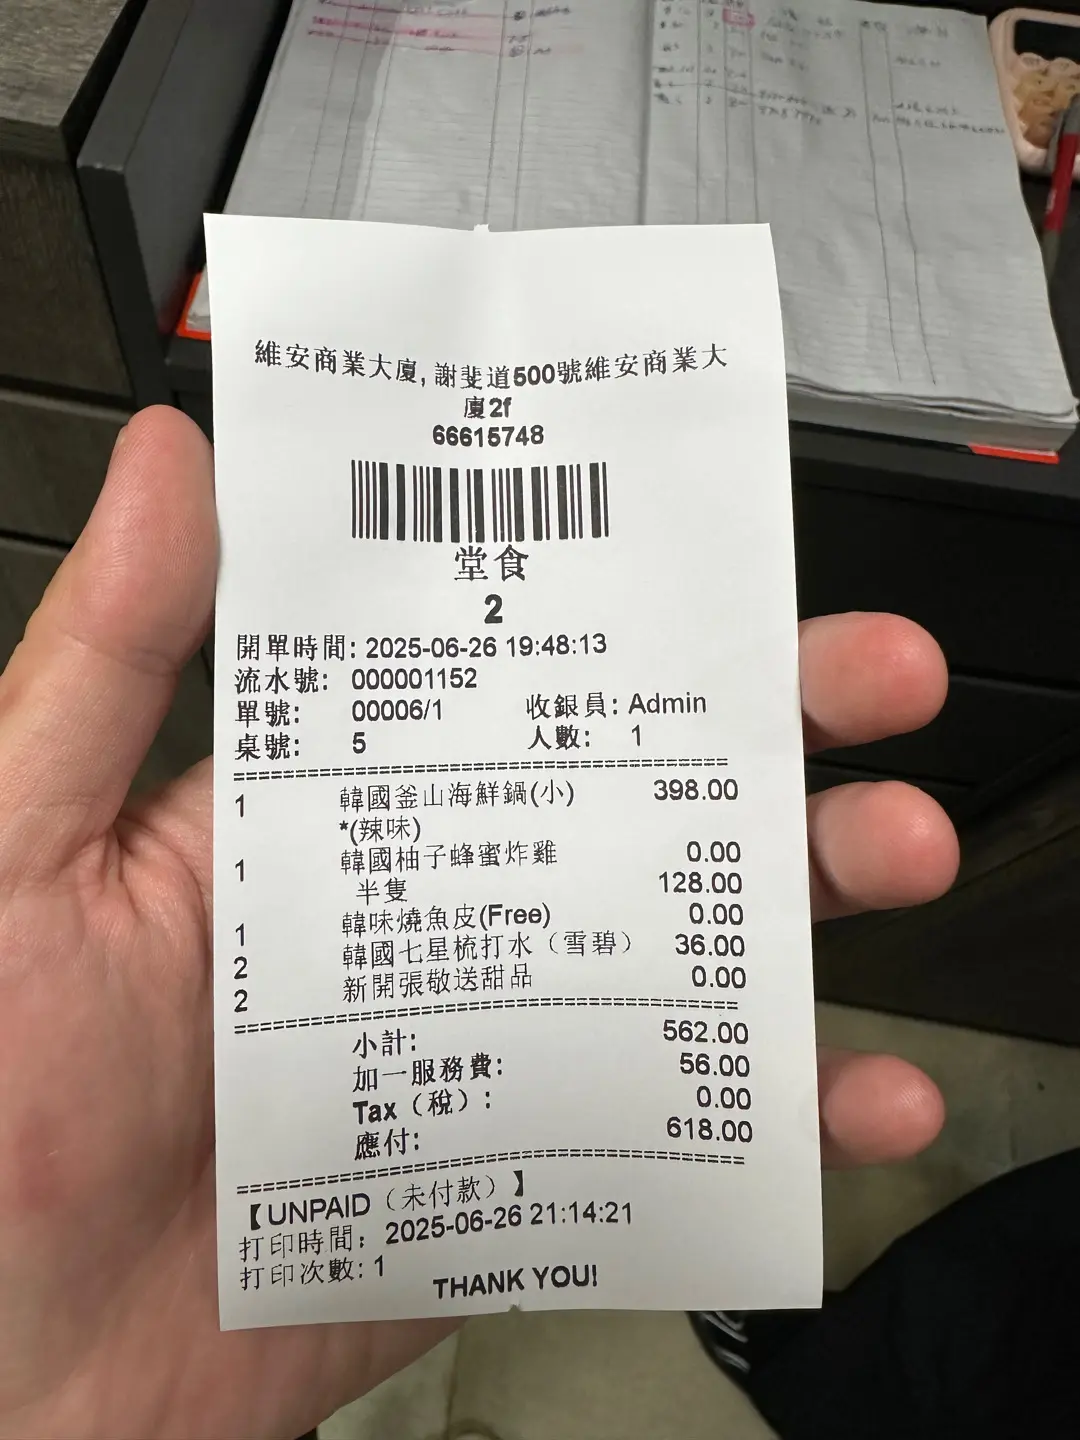 維安商業大廈, 謝斐道500號維安商業大
廈2f
66615748
堂食
2
開單時間: 2025-06-26 19:48:13
流水號: 000001152
單號: 00006/1 收銀員: Admin
桌號: 5 人數: 1
1 韓國釜山海鮮鍋(小) 398.00
*(辣味)
1 韓國柚子蜂蜜炸雞 0.00
半隻 128.00
1 韓味燒魚皮(Free) 0.00
2 韓國七星梳打水（雪碧） 36.00
2 新開張敬送甜品 0.00
小計: 562.00
加一服務費: 56.00
Tax（稅）: 0.00
應付: 618.00
【UNPAID（未付款）】
打印時間: 2025-06-26 21:14:21
打印次數: 1
THANK YOU!